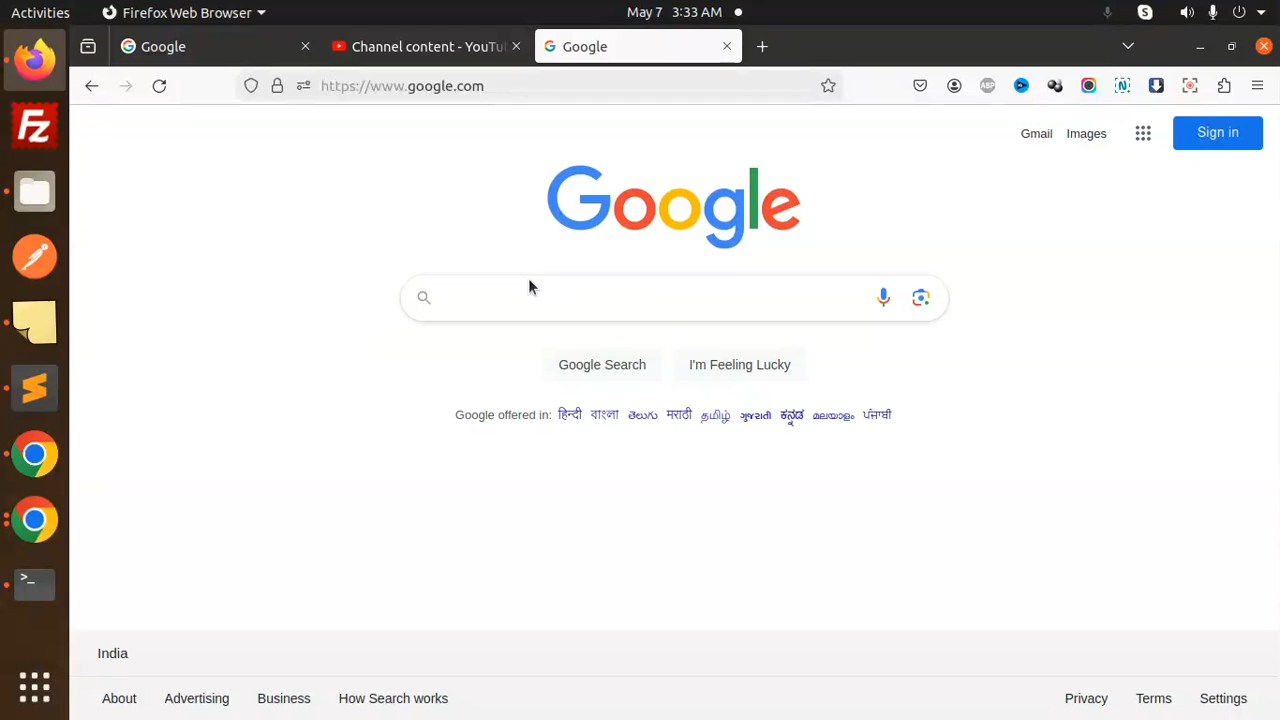 Activities
Firefox Web Browser
May 7 3:33 AM
Google
Channel content - YouTu
Google
https://www.google.com
ABP
N
Gmail Images
Sign in
Google
Google Search
I'm Feeling Lucky
Google offered in: हिन्दी বাংলা తెలుగు मराठी தமிழ் ગુજરાતી ಕನ್ನಡ മലയാളം ਪੰਜਾਬੀ
India
About Advertising Business How Search works
Privacy Terms Settings
Fz
>_
S